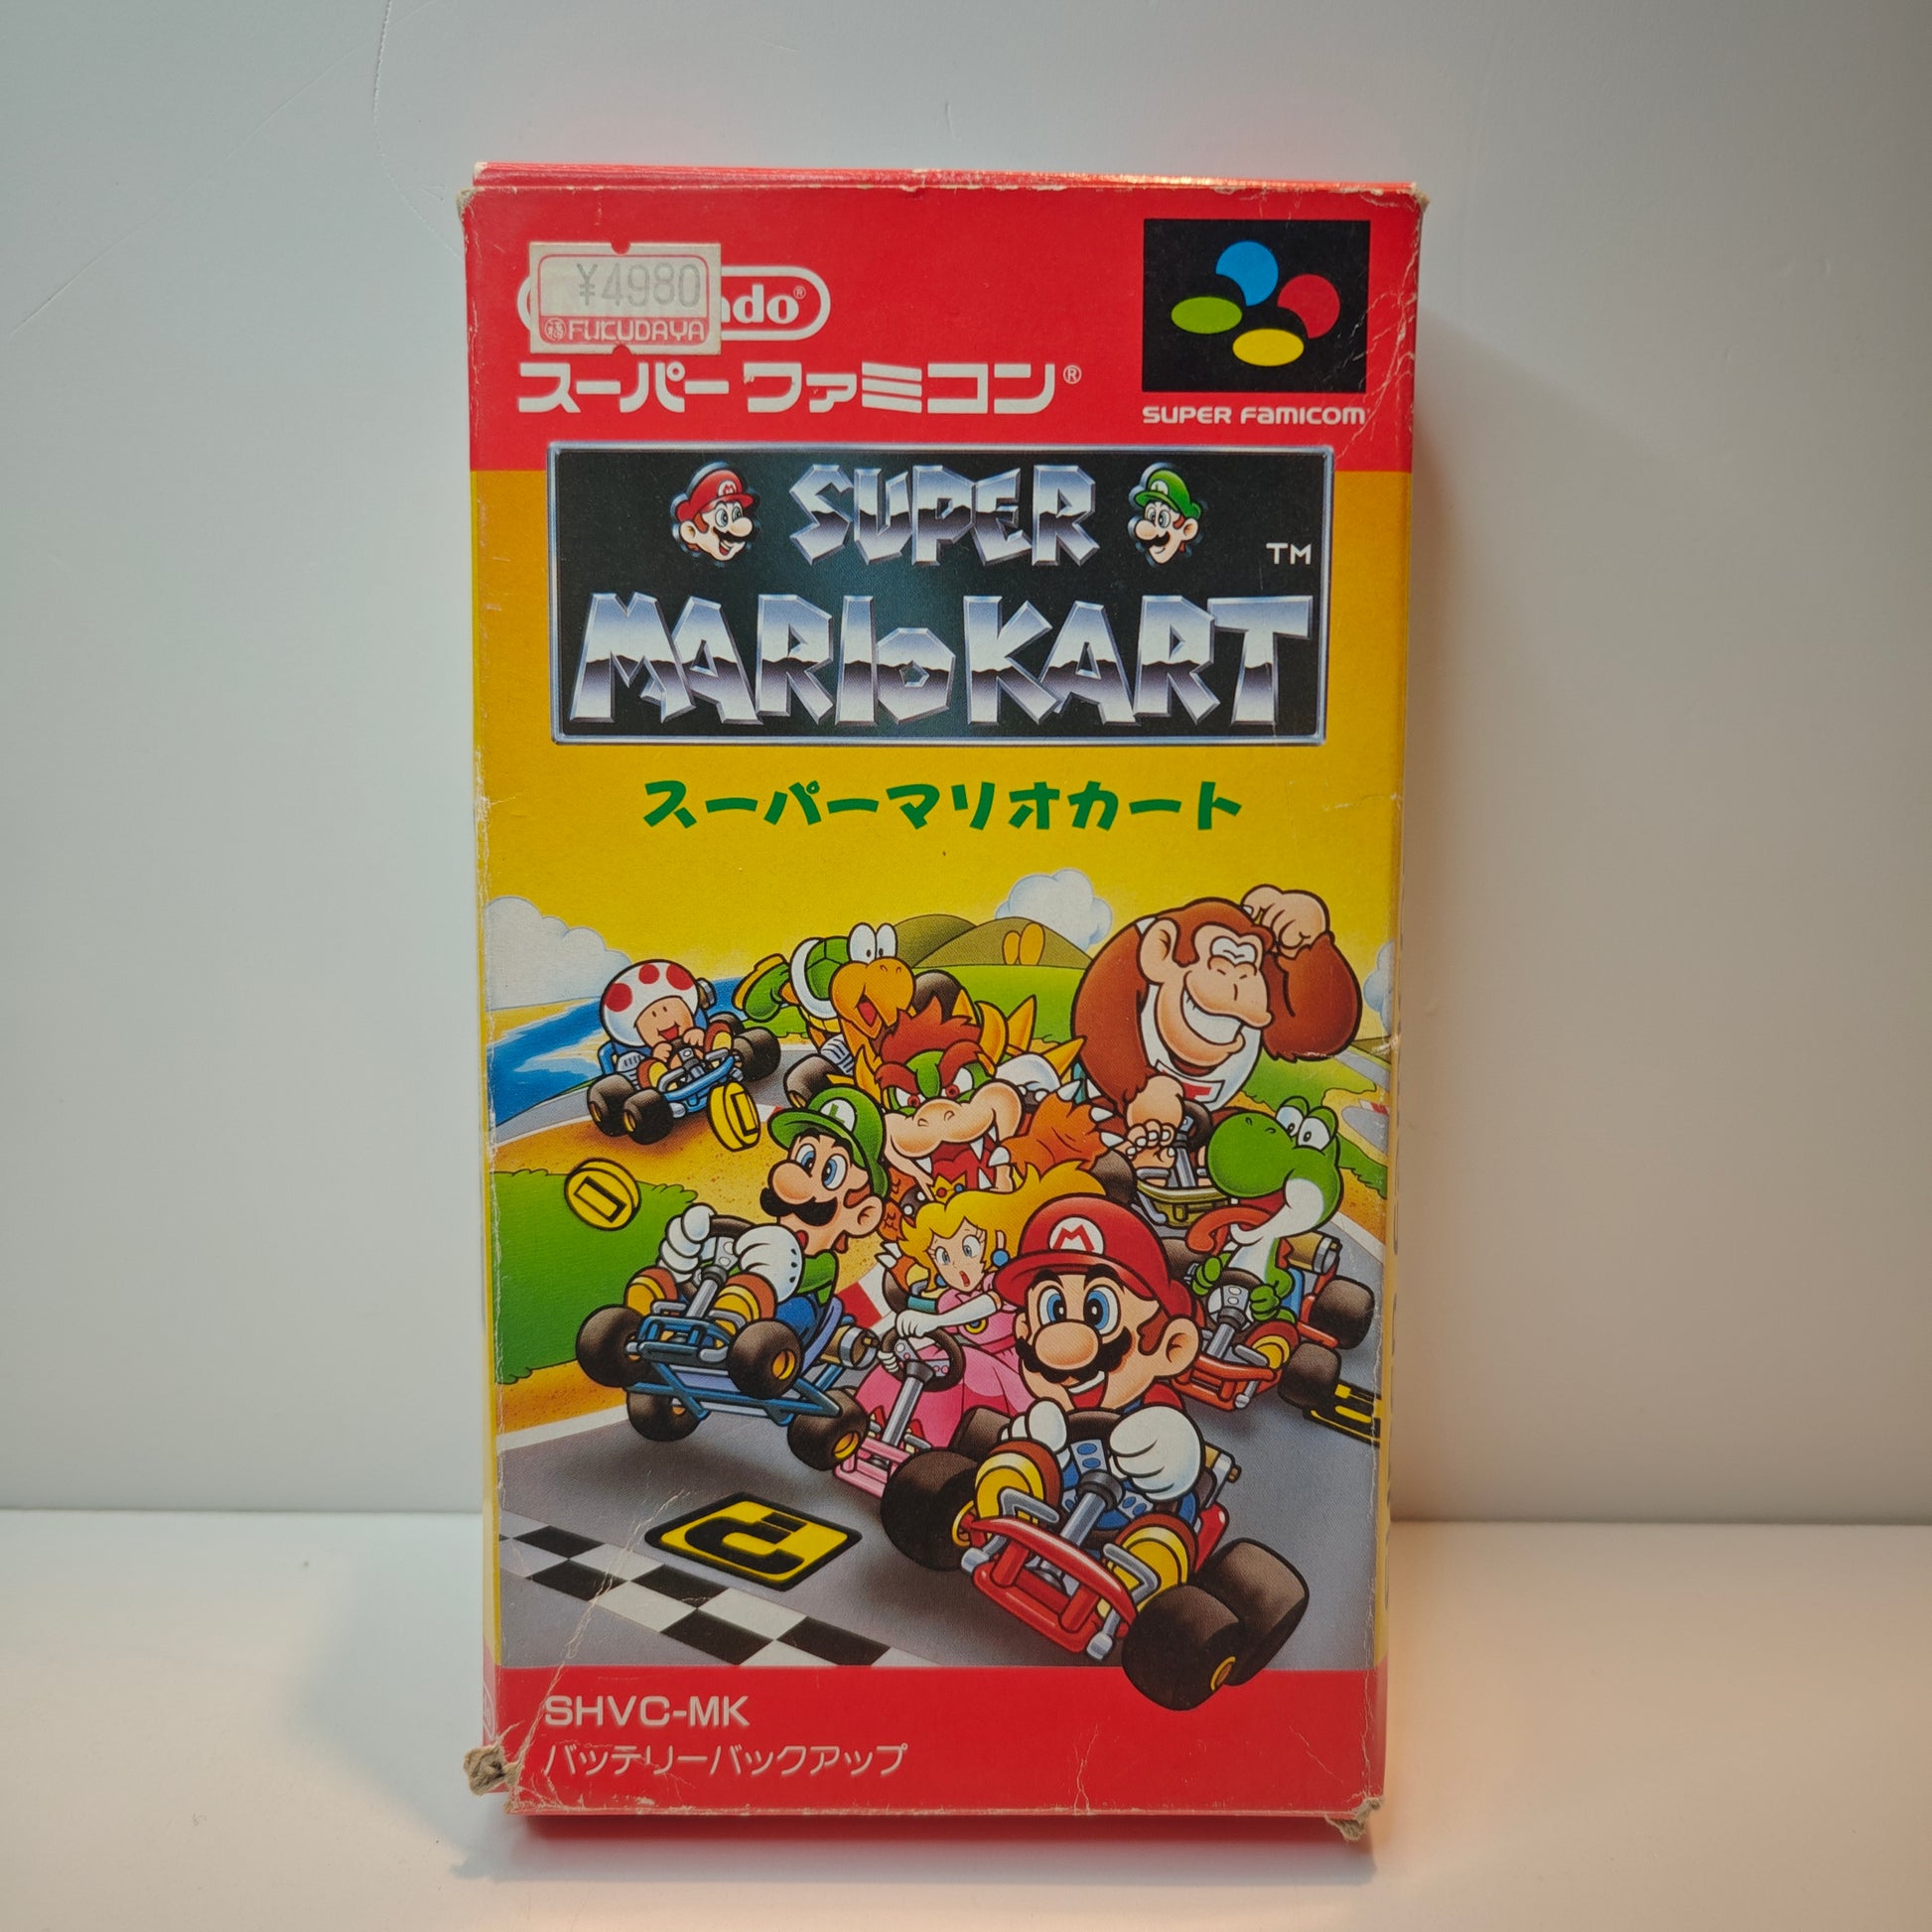 ¥4980
FUKUDAYA
スーパーファミコン®
SUPER FAMICOM
SUPER
MARIO KART
TM
スーパーマリオカート
SHVC-MK
バッテリーバックアップ